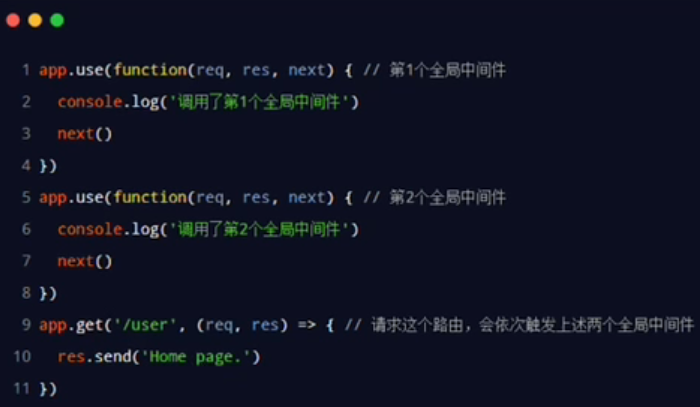 1 app.use(function(req, res, next) { // 第1个全局中间件
2 console.log('调用了第1个全局中间件')
3 next()
4 })
5 app.use(function(req, res, next) { // 第2个全局中间件
6 console.log('调用了第2个全局中间件')
7 next()
8 })
9 app.get('/user', (req, res) => { // 请求这个路由，会依次触发上述两个全局中间件
10 res.send('Home page.')
11 })